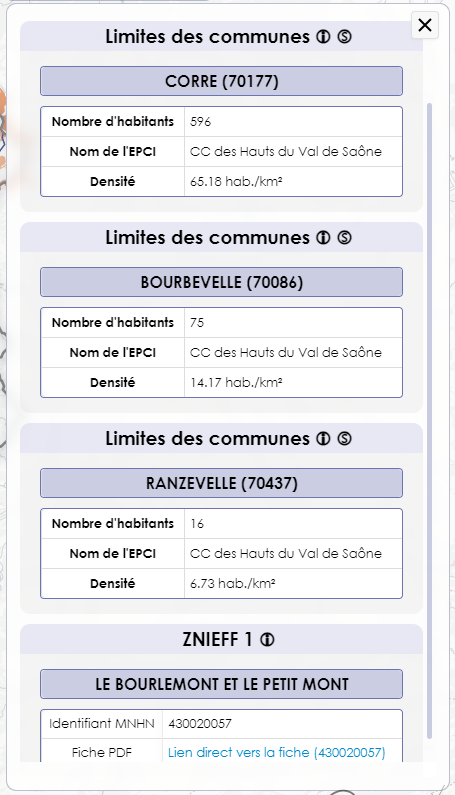 Limites des communes
CORRE (70177)
Nombre d'habitants 596
Nom de l'EPCI CC des Hauts du Val de Saône
Densité 65.18 hab./km²
Limites des communes
BOURBEVELLE (70086)
Nombre d'habitants 75
Nom de l'EPCI CC des Hauts du Val de Saône
Densité 14.17 hab./km²
Limites des communes
RANZEVELLE (70437)
Nombre d'habitants 16
Nom de l'EPCI CC des Hauts du Val de Saône
Densité 6.73 hab./km²
ZNIEFF 1
LE BOURLEMONT ET LE PETIT MONT
Identifiant MNHN 430020057
Fiche PDF Lien direct vers la fiche (430020057)